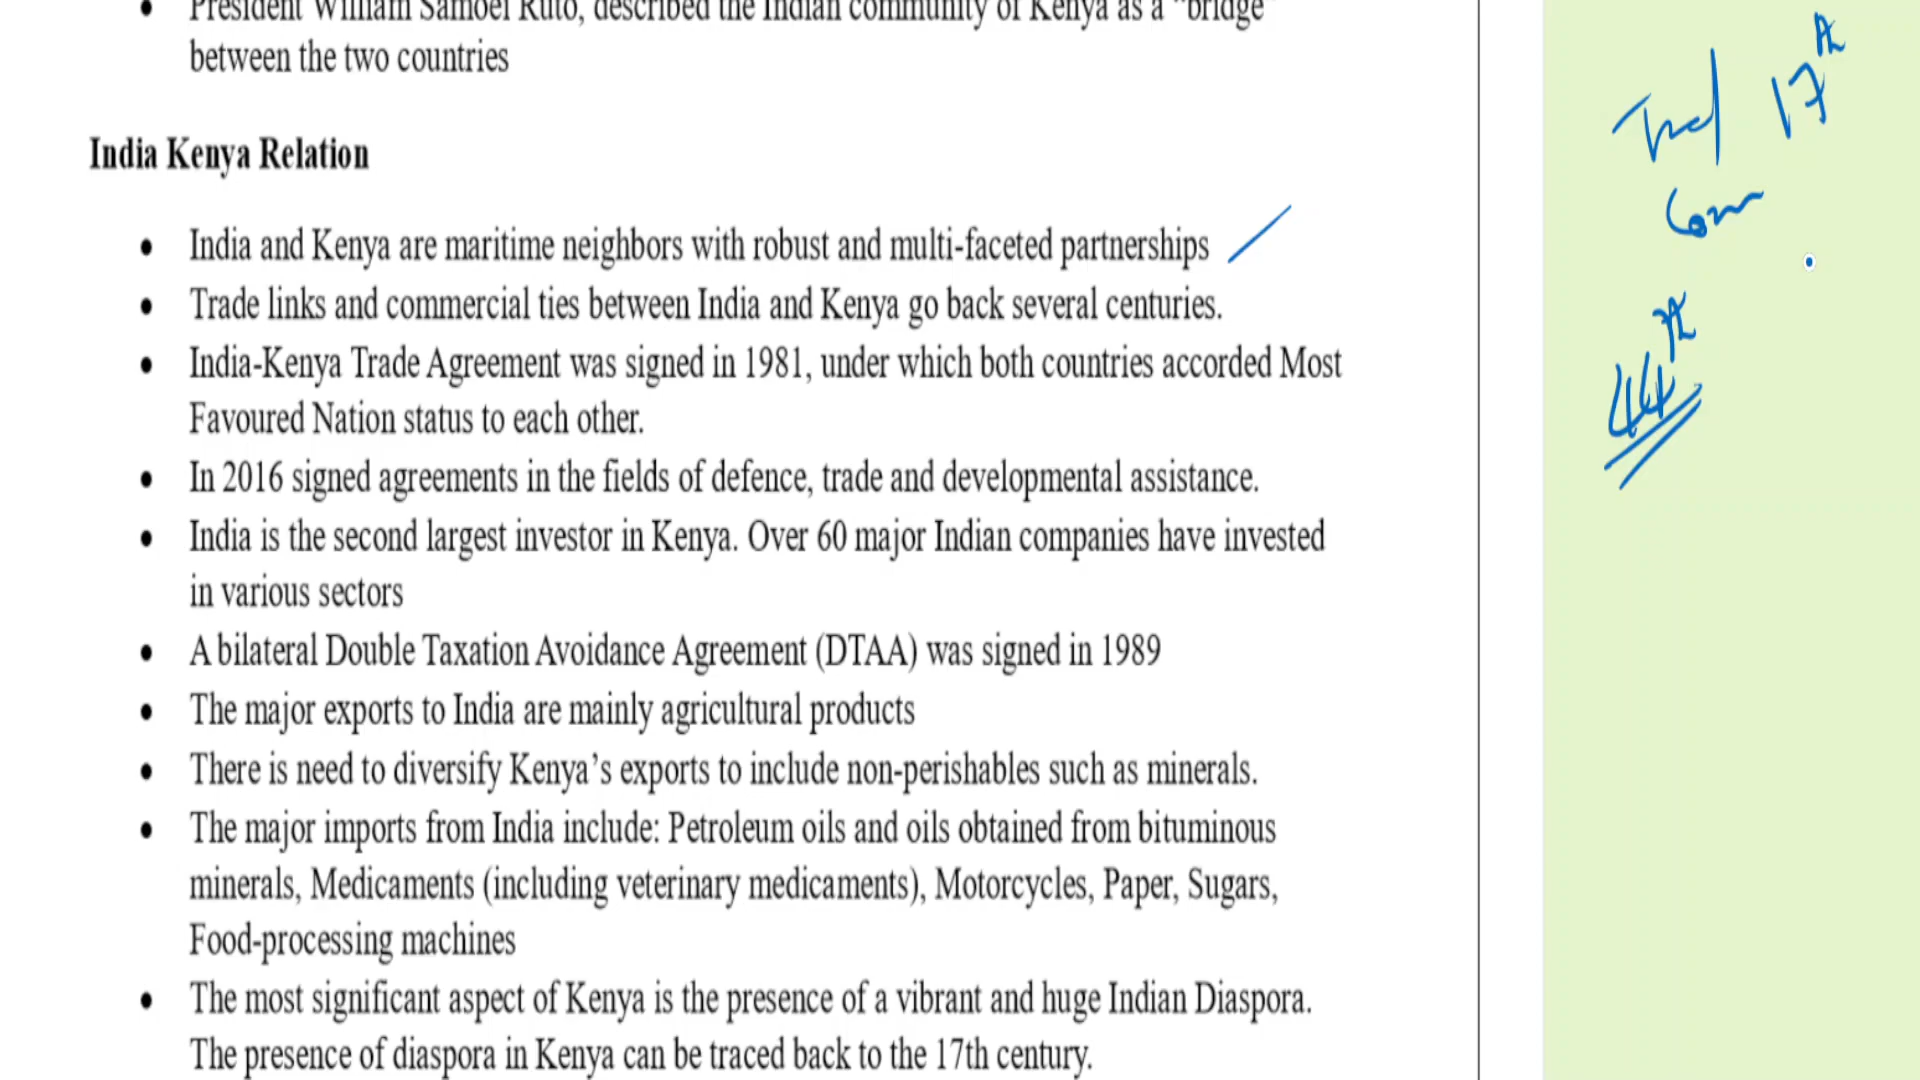 President William Samoei Ruto, described the Indian community of Kenya as a "bridge"
between the two countries
India Kenya Relation
India and Kenya are maritime neighbors with robust and multi-faceted partnerships
Trade links and commercial ties between India and Kenya go back several centuries.
India-Kenya Trade Agreement was signed in 1981, under which both countries accorded Most
Favoured Nation status to each other.
In 2016 signed agreements in the fields of defence, trade and developmental assistance.
India is the second largest investor in Kenya. Over 60 major Indian companies have invested
in various sectors
A bilateral Double Taxation Avoidance Agreement (DTAA) was signed in 1989
The major exports to India are mainly agricultural products
There is need to diversify Kenya's exports to include non-perishables such as minerals.
The major imports from India include: Petroleum oils and oils obtained from bituminous
minerals, Medicaments (including veterinary medicaments), Motorcycles, Paper, Sugars,
Food-processing machines
The most significant aspect of Kenya is the presence of a vibrant and huge Indian Diaspora.
The presence of diaspora in Kenya can be traced back to the 17th century.
17th
44th